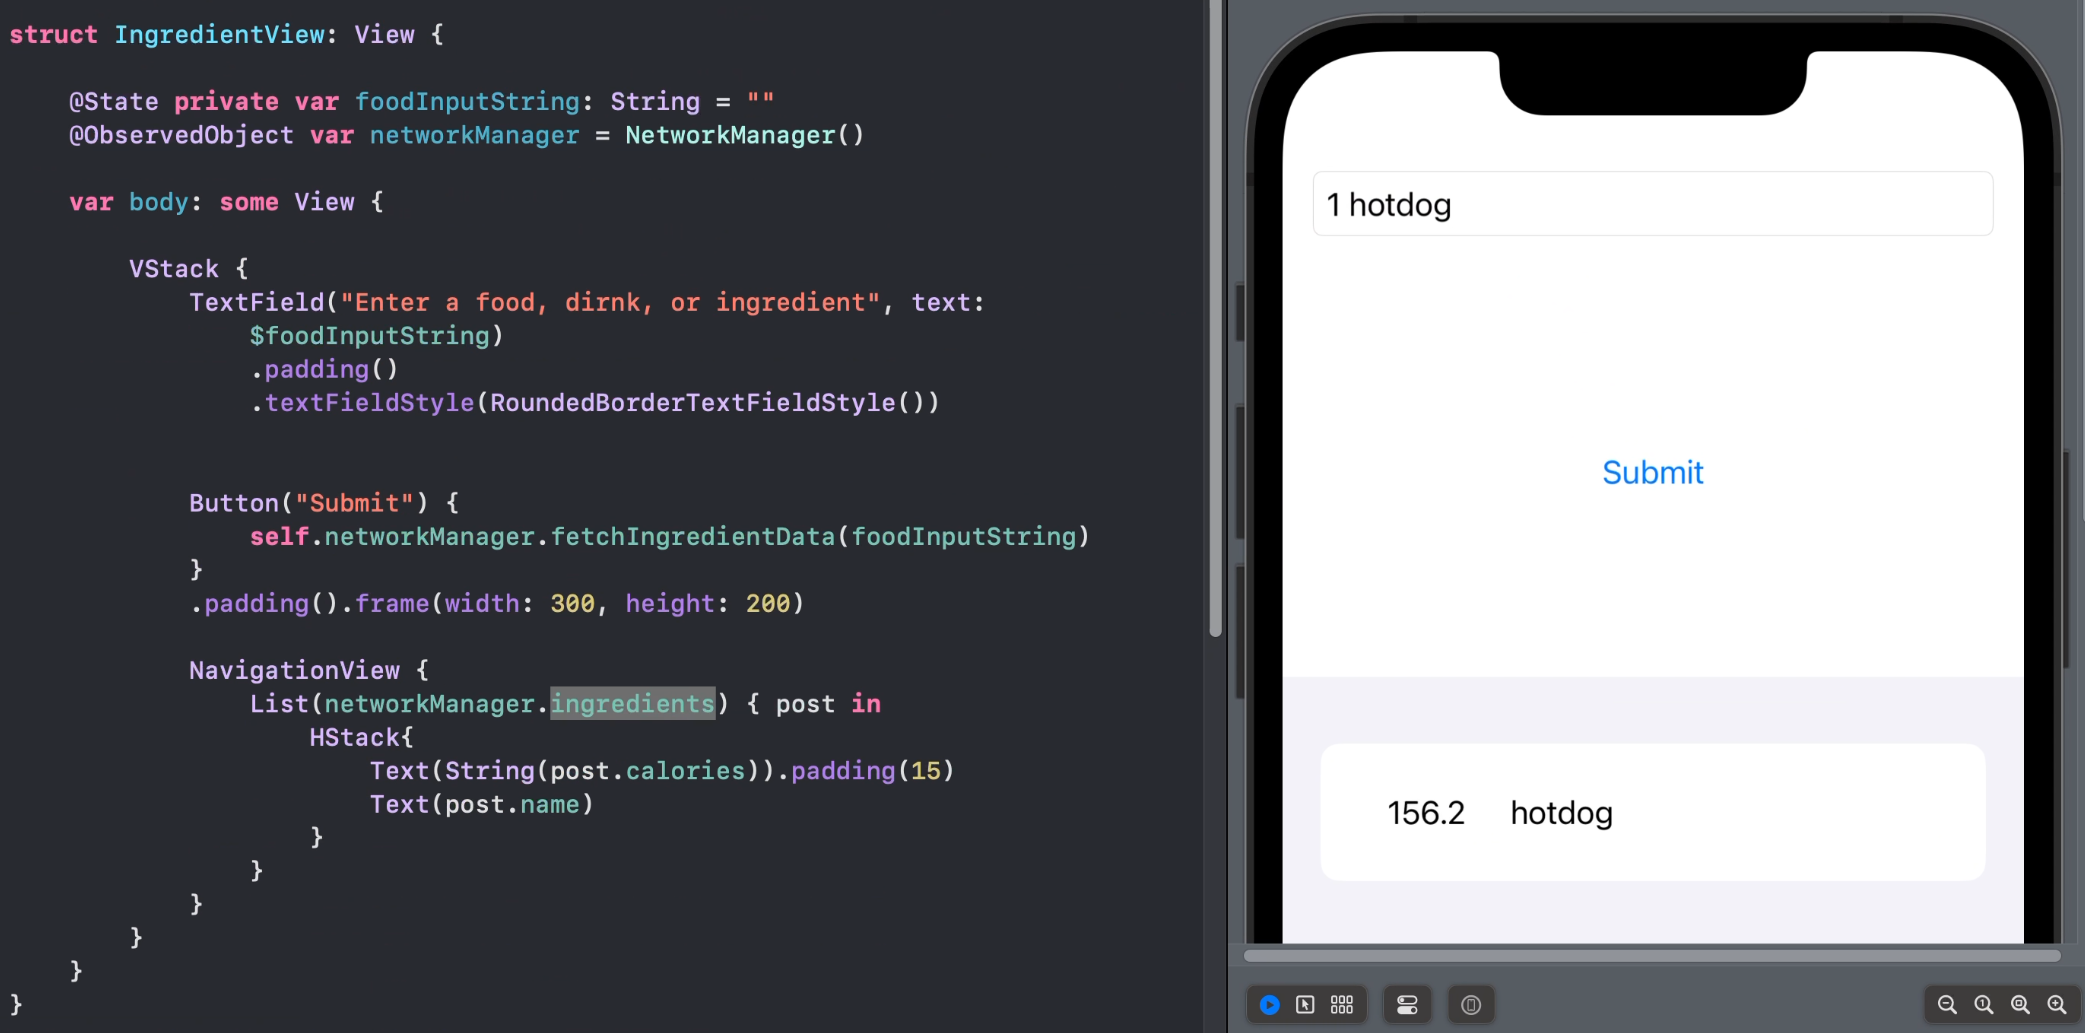 struct IngredientView: View {
@State private var foodInputString: String = ""
@ObservedObject var networkManager = NetworkManager()
var body: some View {
VStack {
TextField("Enter a food, dirnk, or ingredient", text:
$foodInputString)
.padding()
.textFieldStyle(RoundedBorderTextFieldStyle())
Button("Submit") {
self.networkManager.fetchIngredientData(foodInputString)
}
.padding().frame(width: 300, height: 200)
NavigationView {
List(networkManager.ingredients) { post in
HStack{
Text(String(post.calories)).padding(15)
Text(post.name)
}
}
}
}
}
}
1 hotdog
Submit
156.2 hotdog